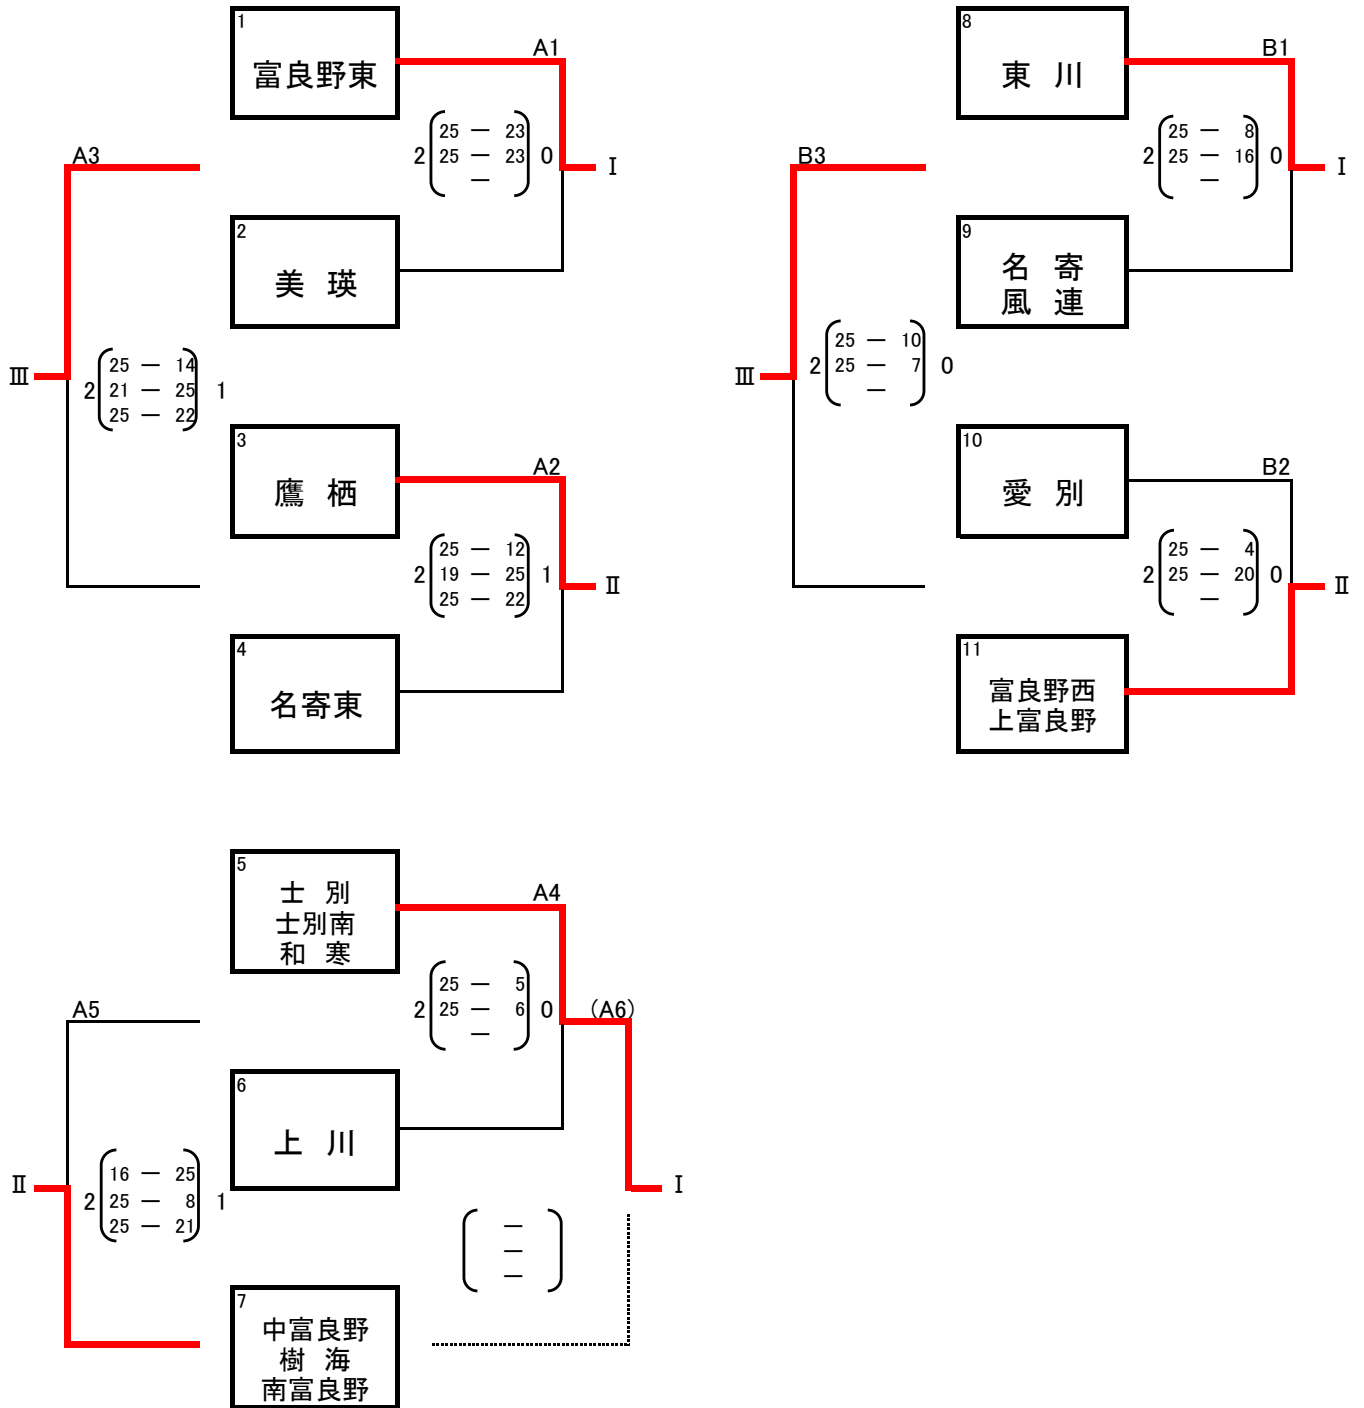 1
富良野東
A1
2
25 ― 23
25 ― 23
―
0
Ⅰ
A3
2
美 瑛
Ⅲ
2
25 ― 14
21 ― 25
25 ― 22
1
3
鷹 栖
A2
2
25 ― 12
19 ― 25
25 ― 22
1
Ⅱ
4
名寄東
8
東 川
B1
2
25 ― 8
25 ― 16
―
0
Ⅰ
B3
9
名 寄
風 連
Ⅲ
2
25 ― 10
25 ― 7
―
0
10
愛 別
B2
2
25 ― 4
25 ― 20
―
0
Ⅱ
11
富良野西
上富良野
5
士 別
士別南
和 寒
A4
2
25 ― 5
25 ― 6
―
0
(A6)
A5
6
上 川
Ⅱ
2
16 ― 25
25 ― 8
25 ― 21
1
Ⅰ
―
―
―
7
中富良野
樹 海
南富良野